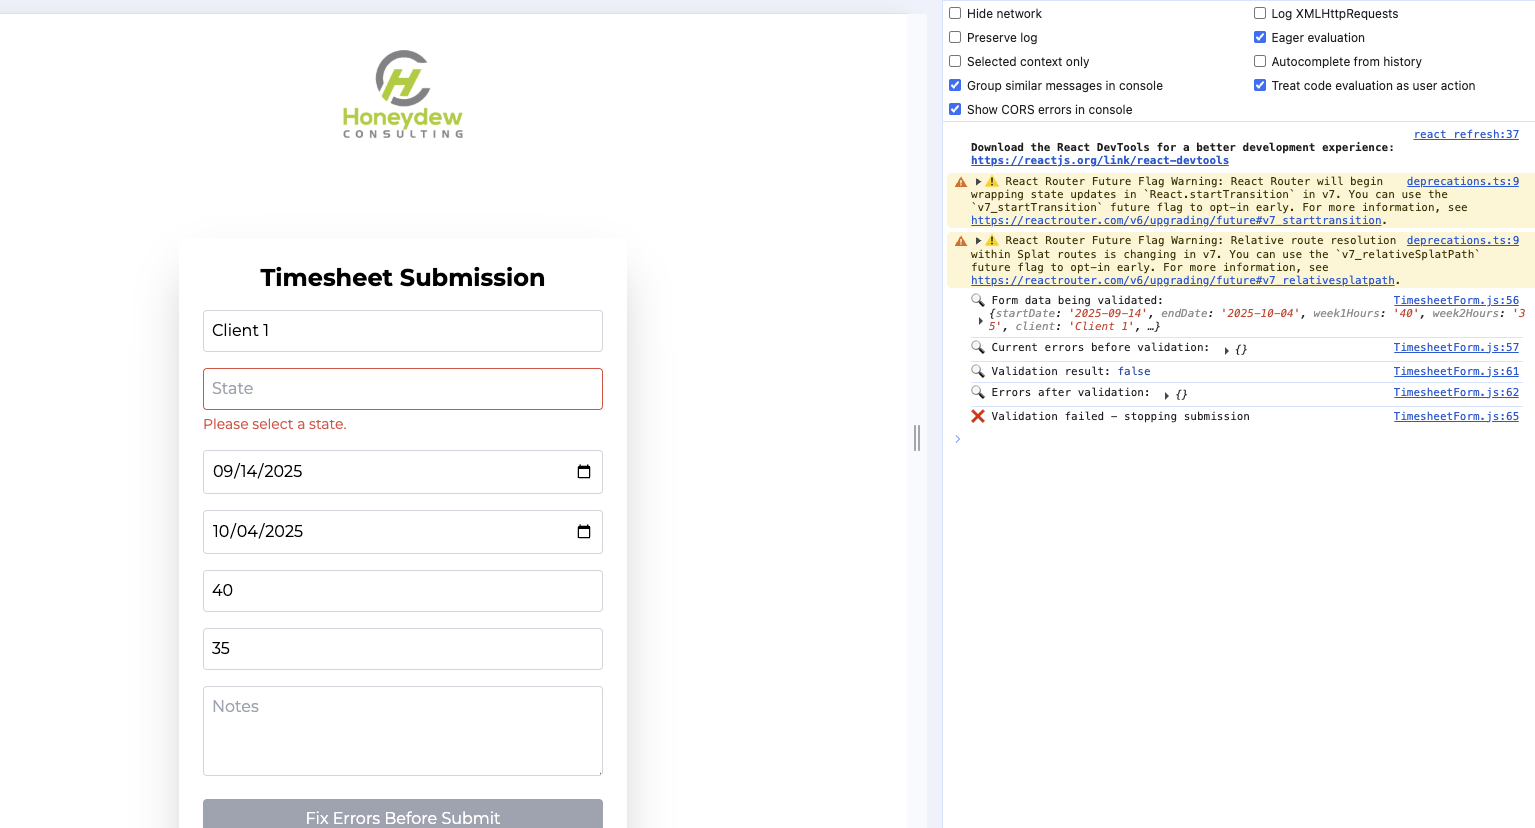 Honeydew
CONSULTING
Timesheet Submission
Client 1
State
Please select a state.
09/14/2025
10/04/2025
40
35
Notes
Fix Errors Before Submit
Hide network
Log XMLHttpRequests
Preserve log
Eager evaluation
Selected context only
Autocomplete from history
Group similar messages in console
Treat code evaluation as user action
Show CORS errors in console
react refresh:37
Download the React DevTools for a better development experience:
https://reactjs.org/link/react-devtools
⚠️ React Router Future Flag Warning: React Router will begin deprecations.ts:9
wrapping state updates in `React.startTransition` in v7. You can use the
`v7_startTransition` future flag to opt-in early. For more information, see
https://reactrouter.com/v6/upgrading/future#v7_starttransition.
⚠️ React Router Future Flag Warning: Relative route resolution deprecations.ts:9
within Splat routes is changing in v7. You can use the `v7_relativeSplatPath`
future flag to opt-in early. For more information, see
https://reactrouter.com/v6/upgrading/future#v7_relativesplatpath.
🔍 Form data being validated: TimesheetForm.js:56
{startDate: '2025-09-14', endDate: '2025-10-04', week1Hours: '40', week2Hours: '3
5', client: 'Client 1', …}
🔍 Current errors before validation: {} TimesheetForm.js:57
🔍 Validation result: false TimesheetForm.js:61
🔍 Errors after validation: {} TimesheetForm.js:62
❌ Validation failed - stopping submission TimesheetForm.js:65